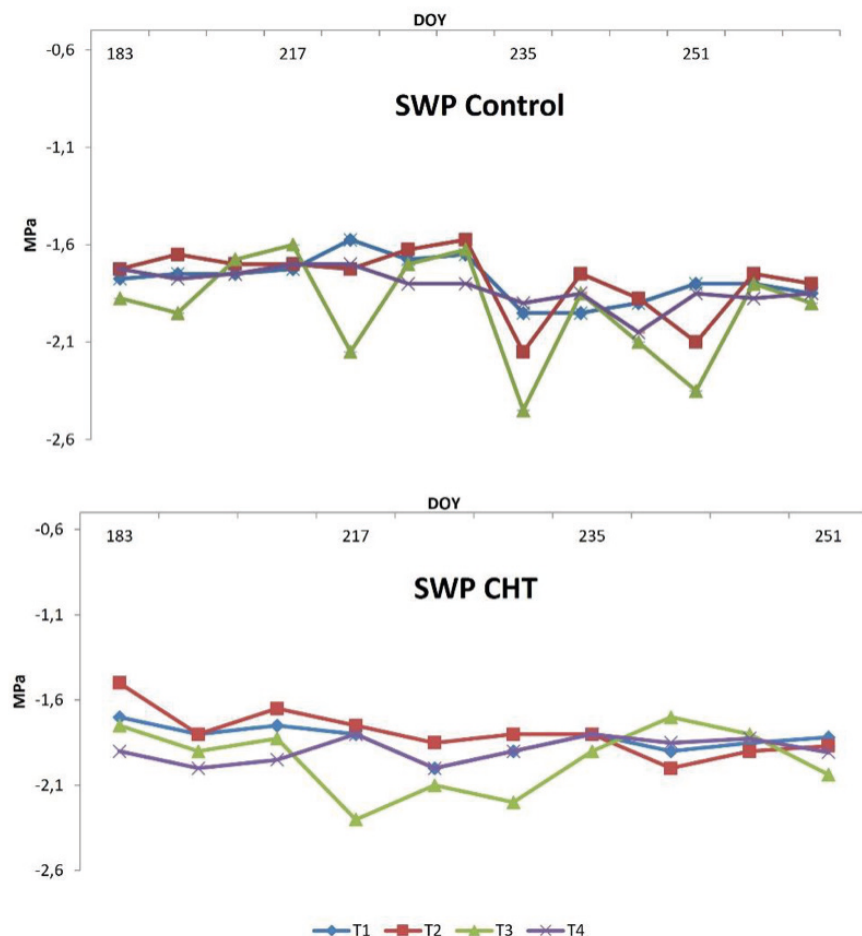 DOY
-0,6
183 217 235 251
SWP Control
-1,1
MPa
-1,6
-2,1
-2,6
DOY
-0,6
183 217 235 251
SWP CHT
-1,1
MPa
-1,6
-2,1
-2,6
T1 T2 T3 T4